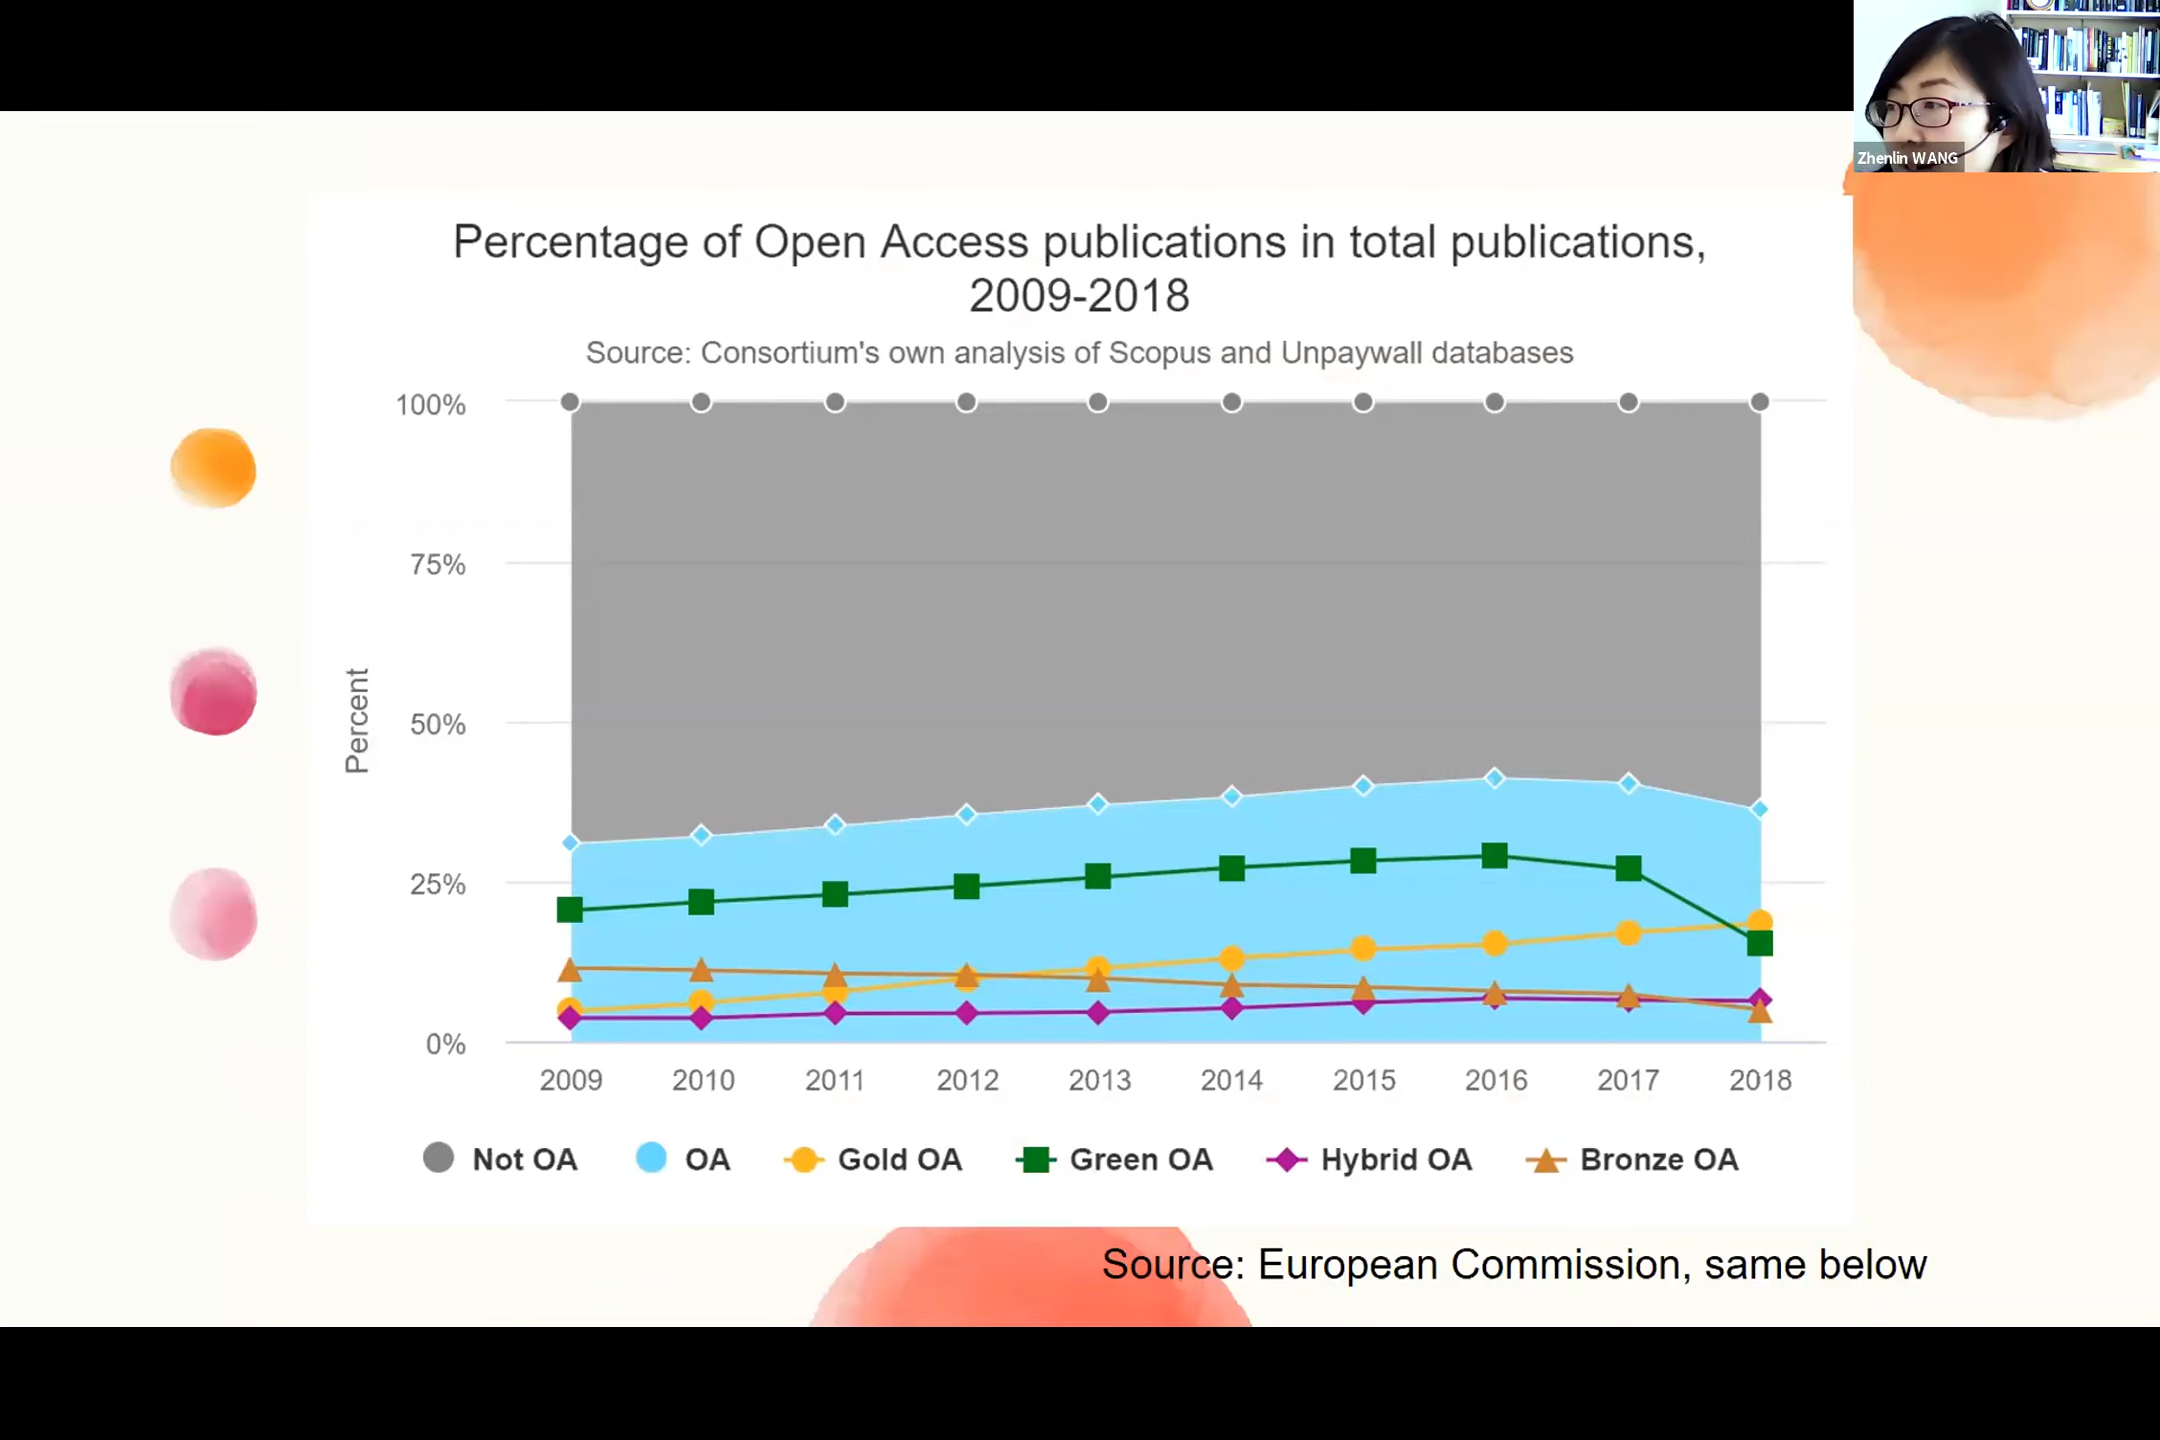 Zhenlin WANG
Percentage of Open Access publications in total publications,
2009-2018
Source: Consortium's own analysis of Scopus and Unpaywall databases
100%
75%
50%
25%
0%
Percent
2009 2010 2011 2012 2013 2014 2015 2016 2017 2018
Not OA OA Gold OA Green OA Hybrid OA Bronze OA
Source: European Commission, same below